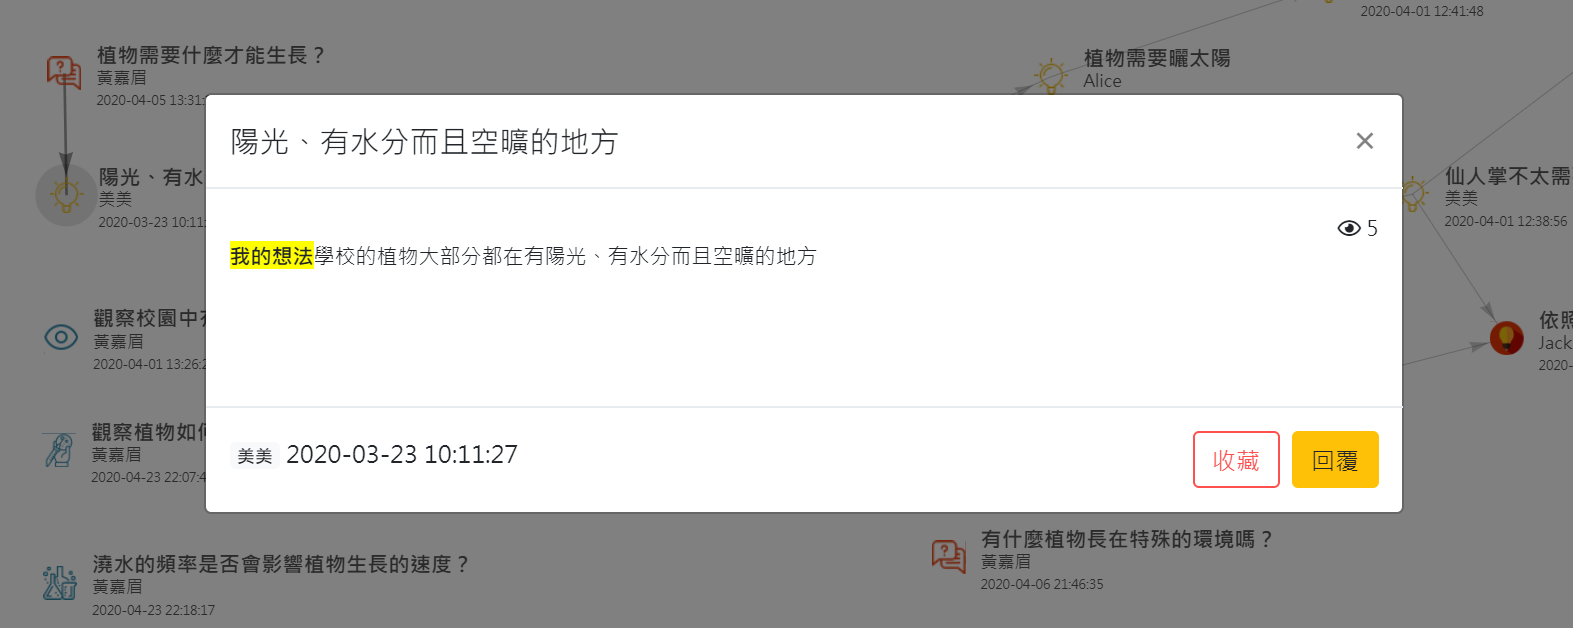 2020-04-01 12:41:48
植物需要什麼才能生長？
黃嘉眉
2020-04-05 13:31:
植物需要曬太陽
Alice
陽光、有水分而且空曠的地方
×
陽光、有水
美美
2020-03-23 10:11:
仙人掌不太需
美美
2020-04-01 12:38:56
5
我的想法學校的植物大部分都在有陽光、有水分而且空曠的地方
觀察校園中
黃嘉眉
2020-04-01 13:26:2
依照
Jack
2020-
觀察植物如何
黃嘉眉
2020-04-23 22:07:4
美美 2020-03-23 10:11:27
收藏 回覆
有什麼植物長在特殊的環境嗎？
黃嘉眉
2020-04-06 21:46:35
澆水的頻率是否會影響植物生長的速度？
黃嘉眉
2020-04-23 22:18:17